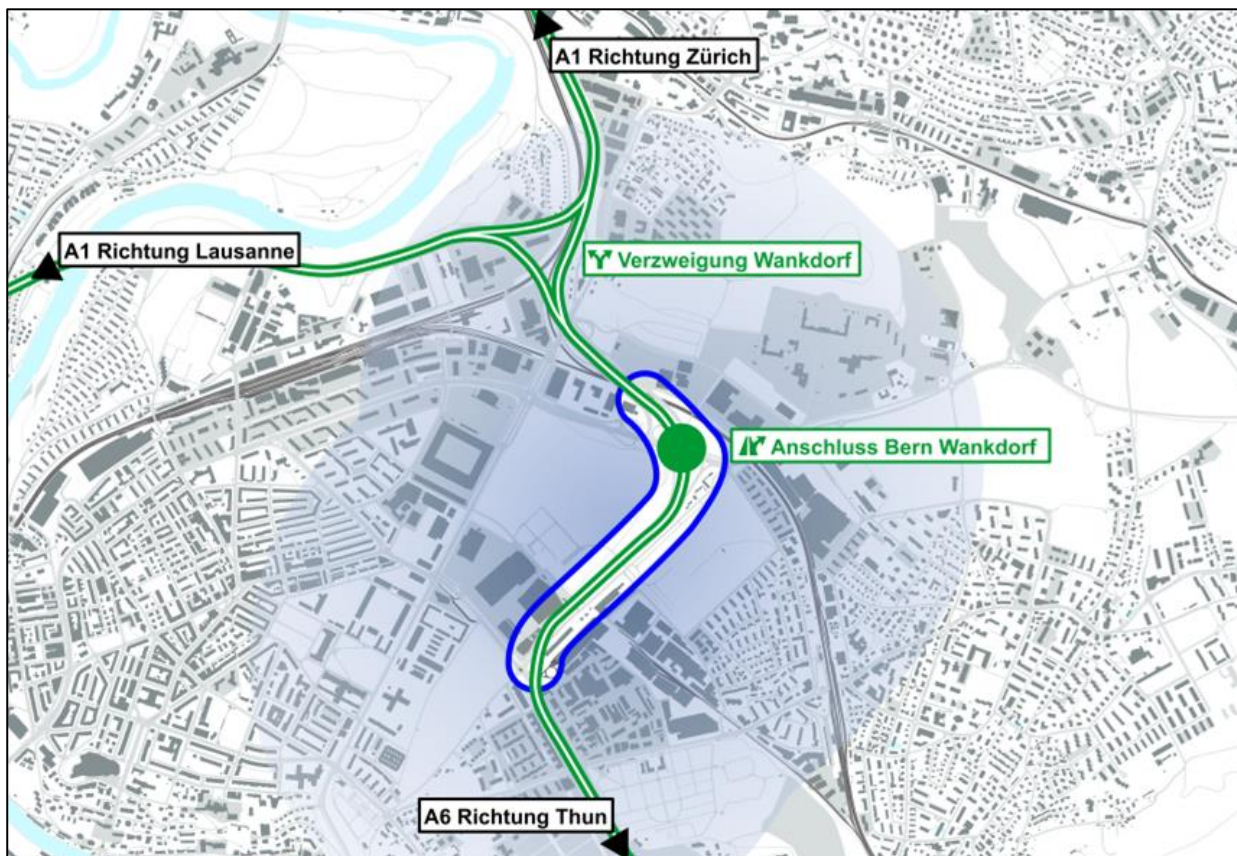 A1 Richtung Zürich
A1 Richtung Lausanne
Verzweigung Wankdorf
Anschluss Bern Wankdorf
A6 Richtung Thun